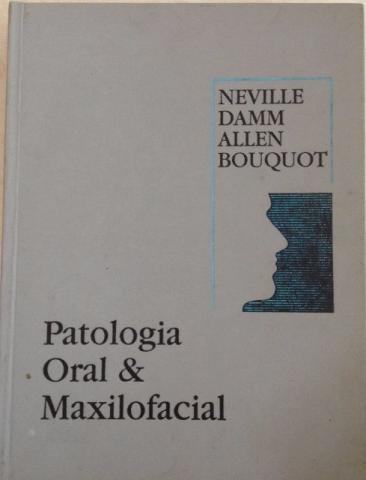 NEVILLE
DAMM
ALLEN
BOUQUOT
Patologia
Oral &
Maxilofacial